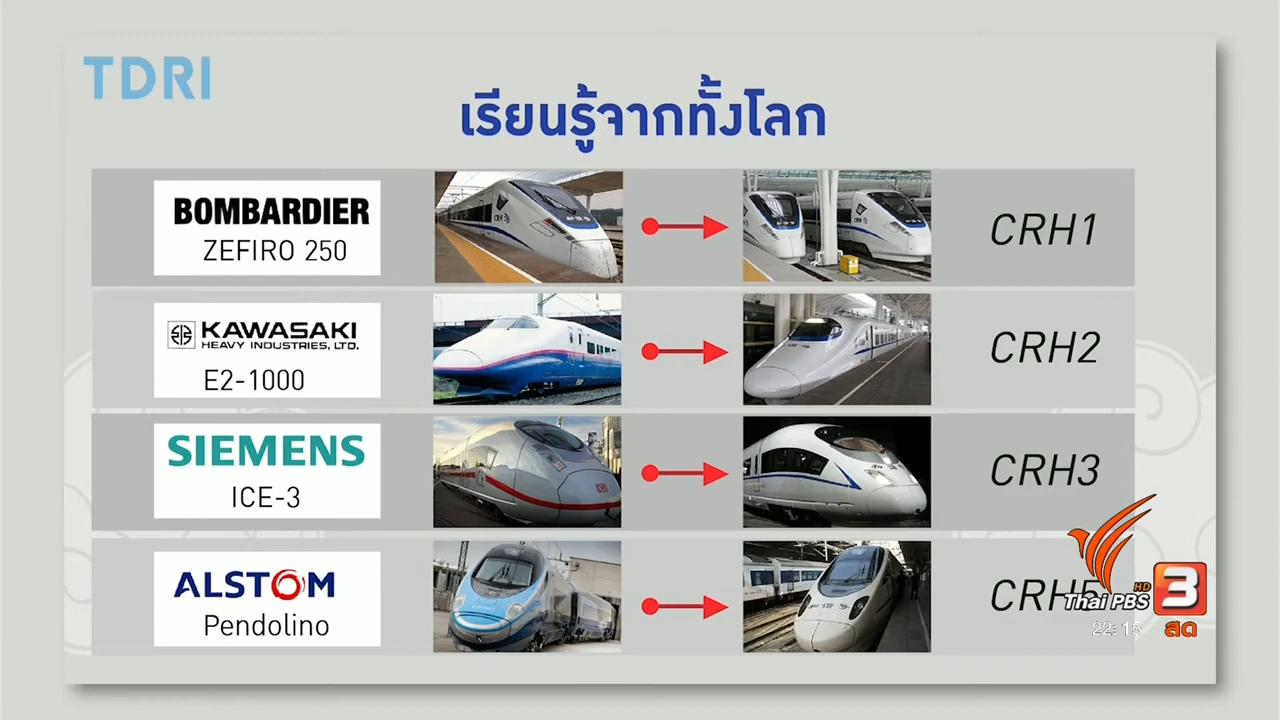 TDRI
เรียนรู้จากทั้งโลก
BOMBARDIER
ZEFIRO 250
CRH1
KAWASAKI
HEAVY INDUSTRIES, LTD.
E2-1000
CRH2
SIEMENS
ICE-3
CRH3
ALSTOM
Pendolino
CRH5
HD
Thai PBS
3
22:15
สด